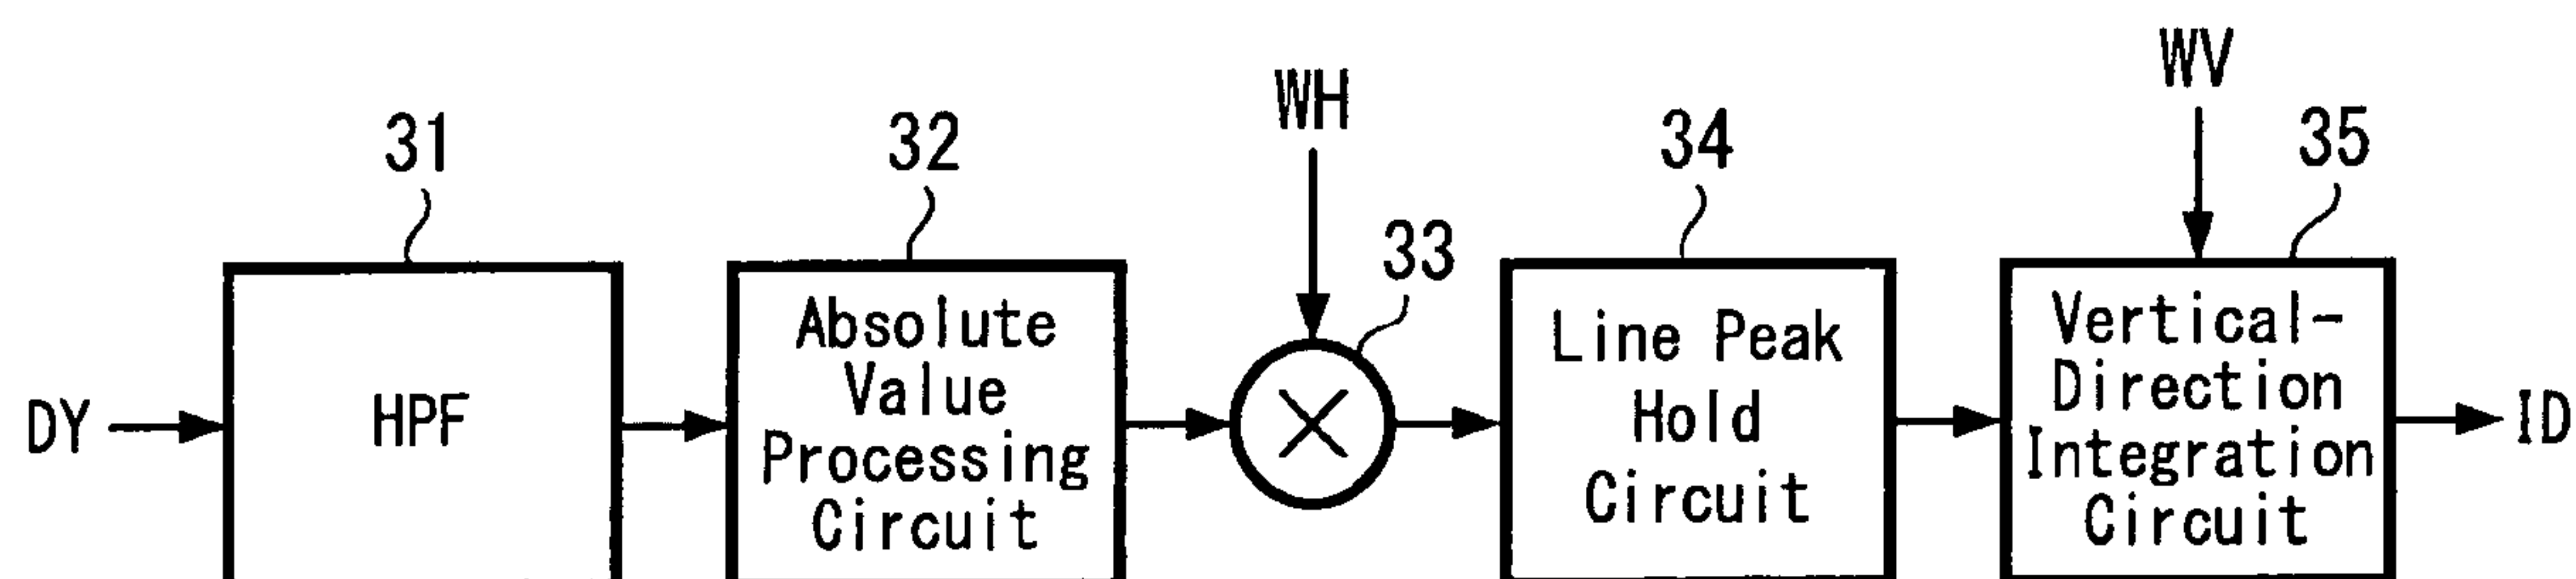 WV
WH
31
32
34
35
33
DY
HPF
Absolute
Value
Processing
Circuit
Line Peak
Hold
Circuit
Vertical-
Direction
Integration
Circuit
ID